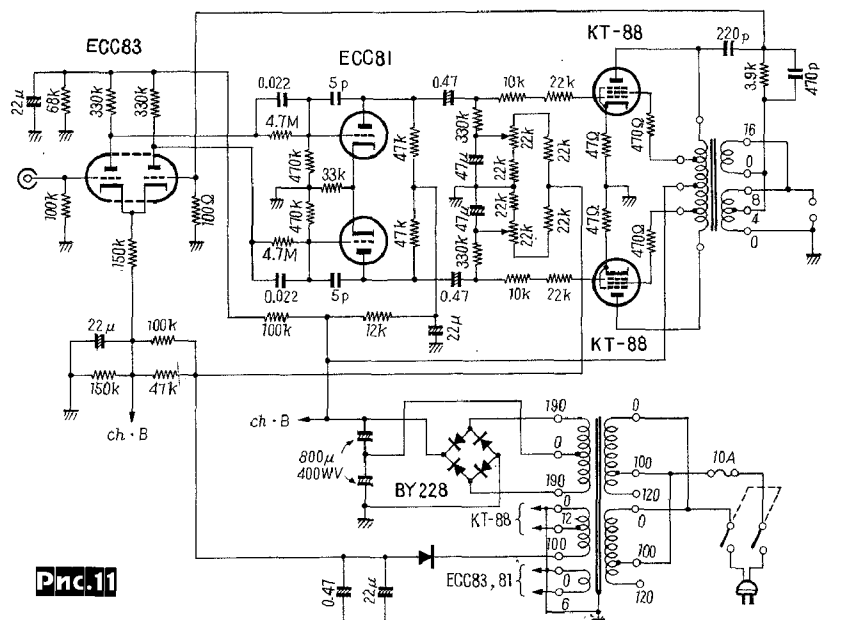 ECC83
ECC81
KT-88
220p
22μ
68k
330k
330k
0.022
5p
0.47
10k
22k
3.9k
470p
4.7M
470k
33k
470k
4.7M
47k
47k
330k
47μ
47μ
330k
22k
22k
22k
22k
22k
22k
47Ω
47Ω
470Ω
470Ω
16
0
8
4
0
100k
100Ω
150k
0.022
5p
0.47
10k
22k
22μ
100k
100k
12k
22μ
KT-88
150k
47k
ch·B
ch·B
800μ
400WV
BY228
190
0
190
0
100
120
10A
KT-88
0
12
100
0
100
120
ECC83, 81
0
6
0.47
22μ
Рис.11